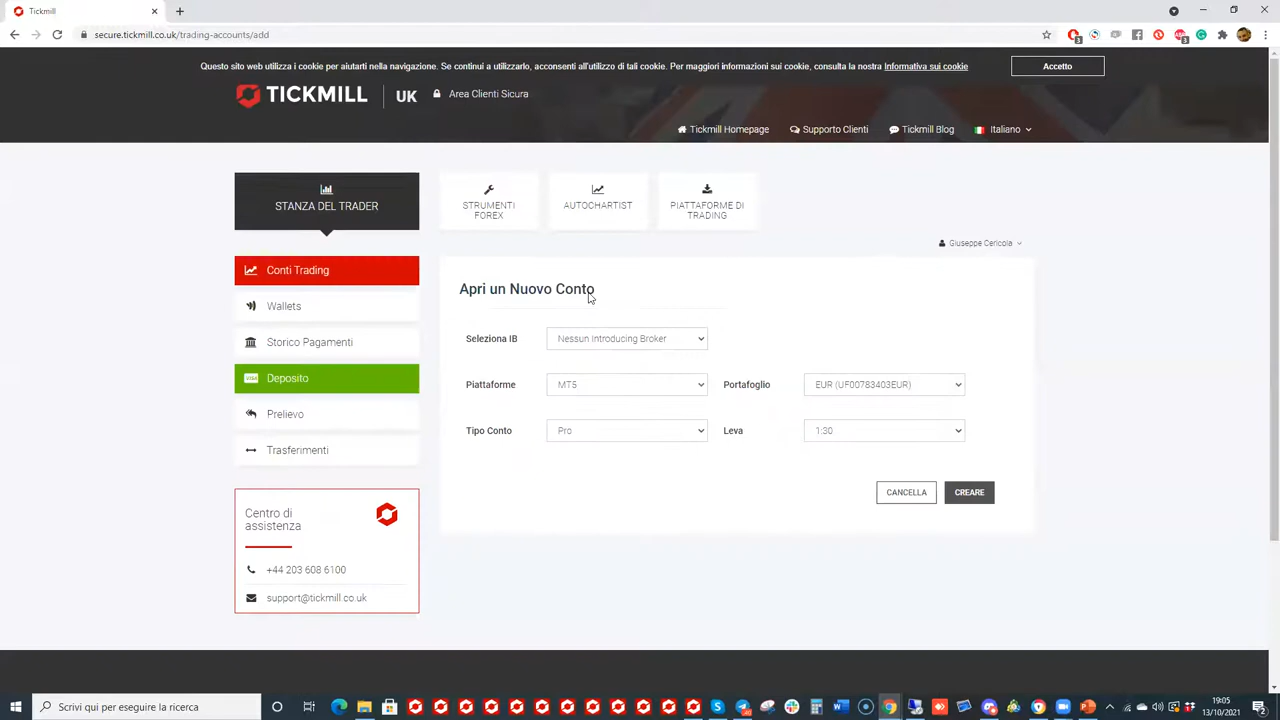 Tickmill
secure.tickmill.co.uk/trading-accounts/add
Questo sito web utilizza i cookie per aiutarti nella navigazione. Se continui a utilizzarlo, acconsenti all'utilizzo di tali cookie. Per maggiori informazioni sui cookie, consulta la nostra Informativa sui cookie
Accetto
TICKMILL UK Area Clienti Sicura
Tickmill Homepage Supporto Clienti Tickmill Blog Italiano
STANZA DEL TRADER
STRUMENTI
FOREX
AUTOCHARTIST
PIATTAFORME DI
TRADING
Giuseppe Cericola
Conti Trading
Wallets
Storico Pagamenti
Deposito
Prelievo
Trasferimenti
Apri un Nuovo Conto
Seleziona IB Nessun Introducing Broker
Piattaforme MT5 Portafoglio EUR (UF00783403EUR)
Tipo Conto Pro Leva 1:30
CANCELLA CREARE
Centro di
assistenza
+44 203 608 6100
support@tickmill.co.uk
Scrivi qui per eseguire la ricerca
19:05
13/10/2021